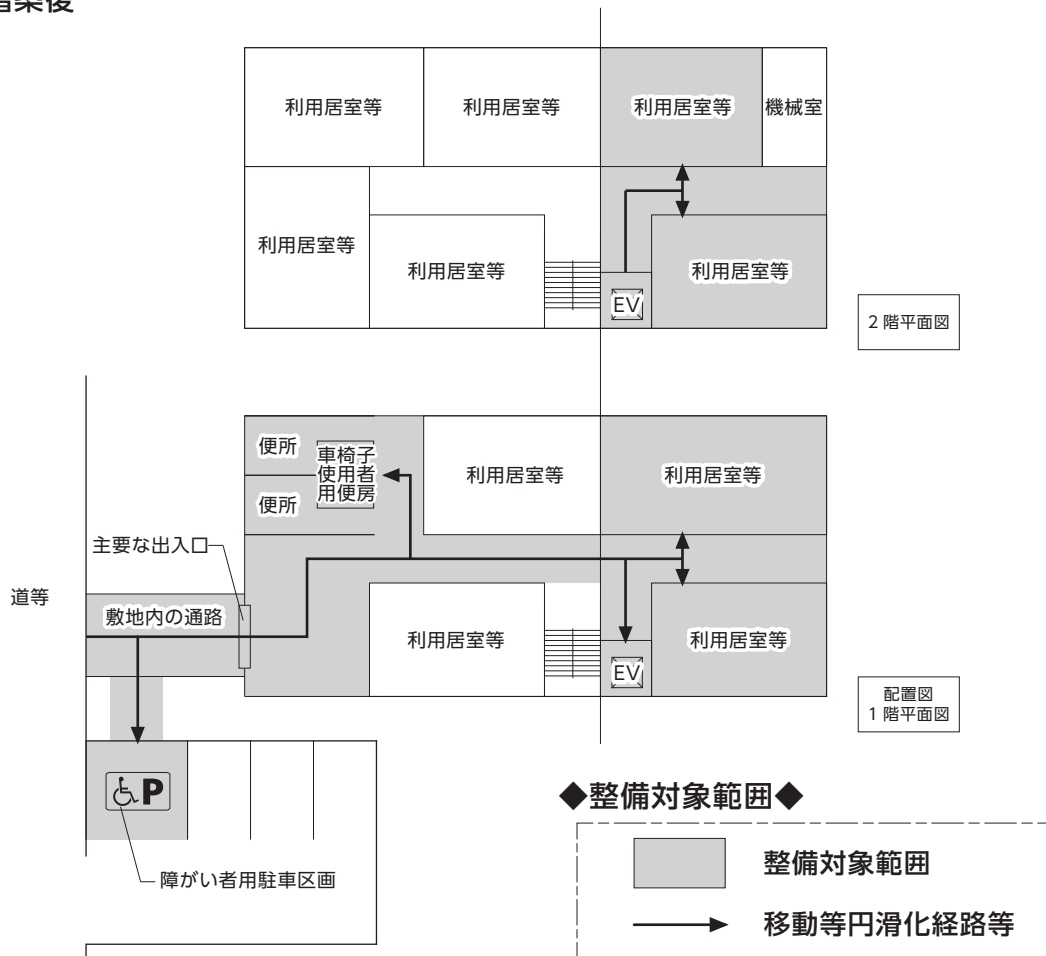 増築後
利用居室等
利用居室等
利用居室等
機械室
利用居室等
利用居室等
利用居室等
EV
2 階平面図
便所
車椅子
使用者
用便房
便所
利用居室等
利用居室等
主要な出入口
道等
敷地内の通路
利用居室等
利用居室等
EV
配置図
1 階平面図
P
障がい者用駐車区画
◆整備対象範囲◆
整備対象範囲
移動等円滑化経路等